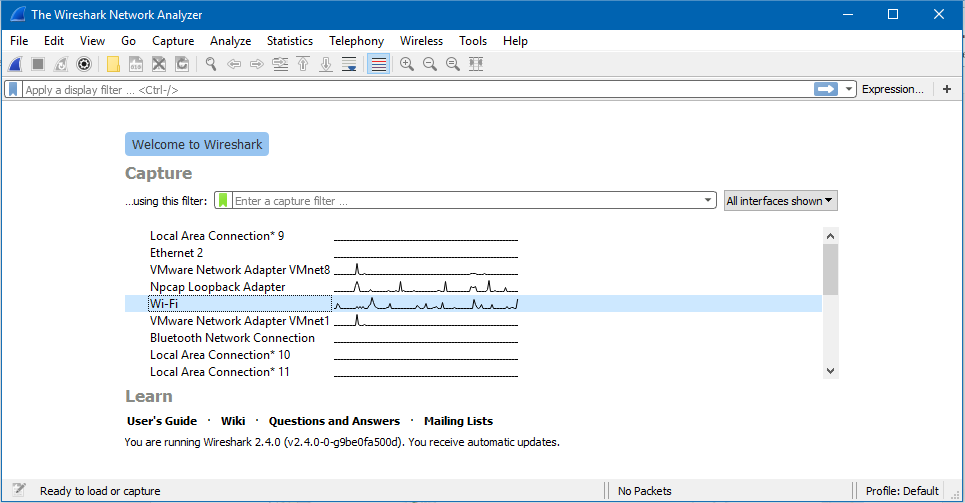 The Wireshark Network Analyzer
File Edit View Go Capture Analyze Statistics Telephony Wireless Tools Help
Apply a display filter ... <Ctrl-/> Expression... +
Welcome to Wireshark
Capture
...using this filter: Enter a capture filter ... All interfaces shown
Local Area Connection* 9
Ethernet 2
VMware Network Adapter VMnet8
Npcap Loopback Adapter
Wi-Fi
VMware Network Adapter VMnet1
Bluetooth Network Connection
Local Area Connection* 10
Local Area Connection* 11
Learn
User's Guide · Wiki · Questions and Answers · Mailing Lists
You are running Wireshark 2.4.0 (v2.4.0-0-g9be0fa500d). You receive automatic updates.
Ready to load or capture No Packets Profile: Default